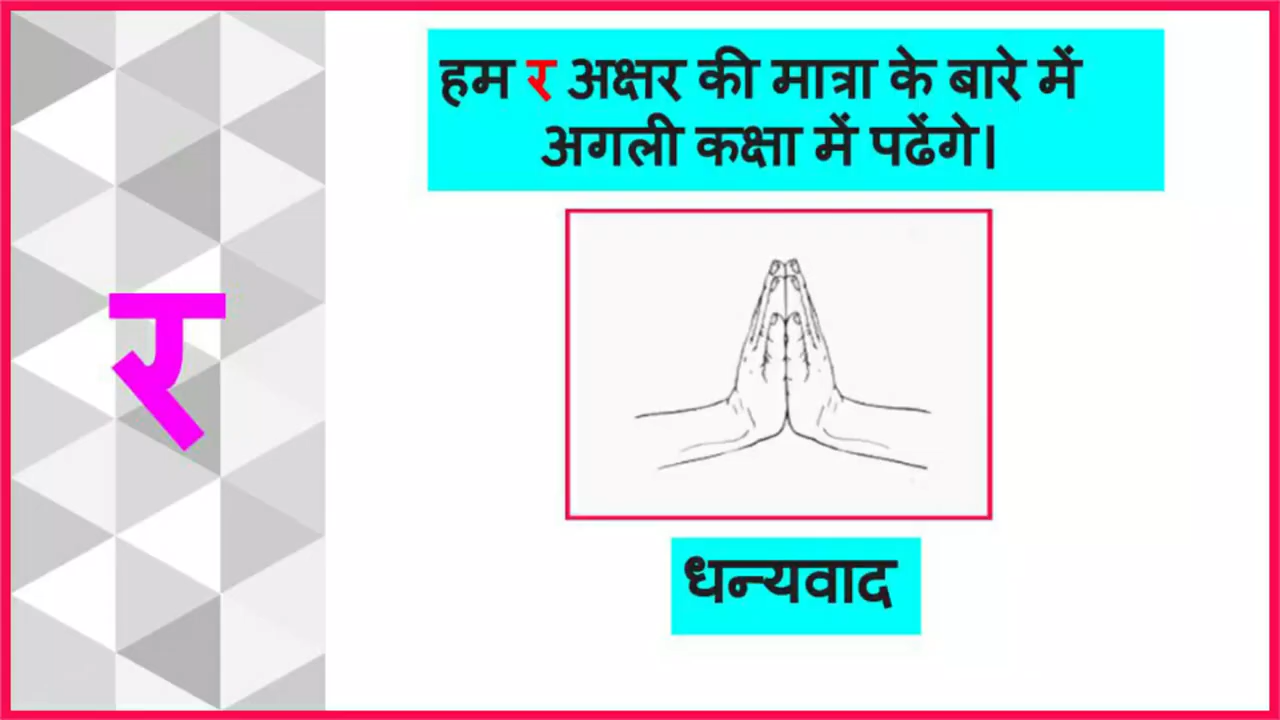 हम र अक्षर की मात्रा के बारे में
अगली कक्षा में पढेंगे।
र
धन्यवाद